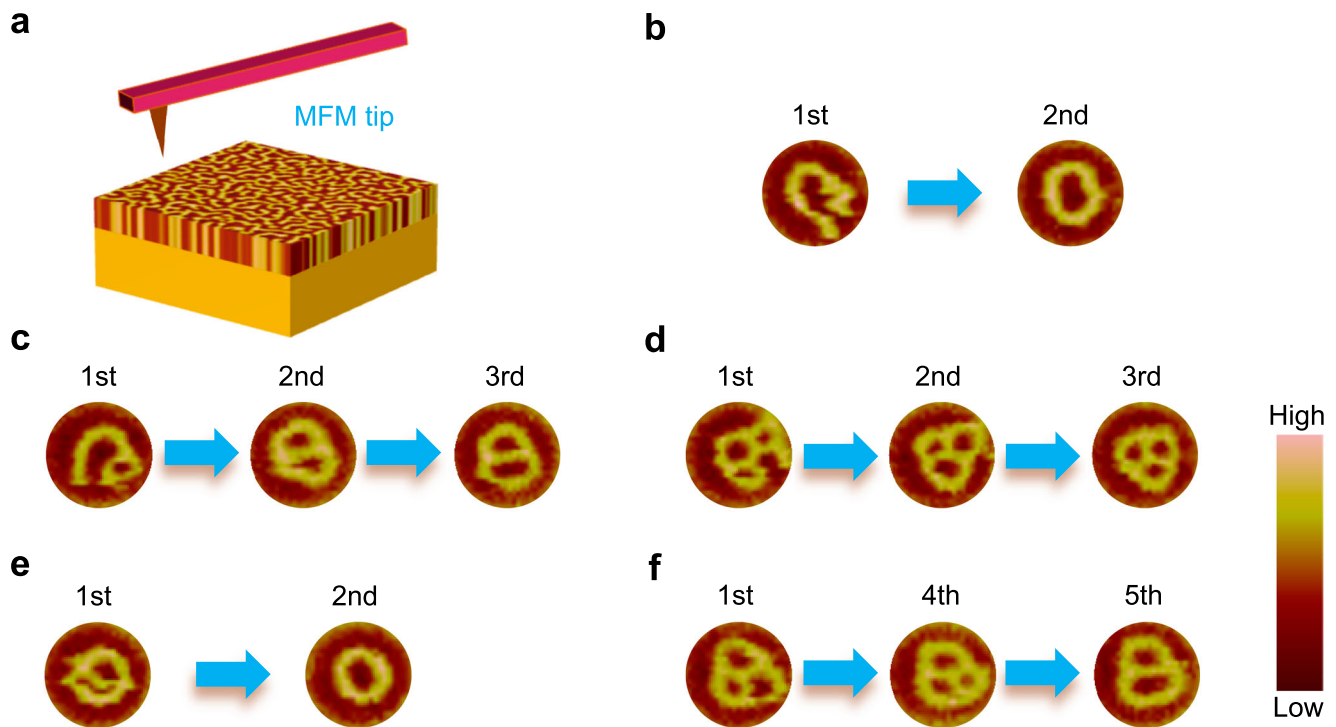 a
MFM tip
b
1st 2nd
c
1st 2nd 3rd
d
1st 2nd 3rd
High
Low
e
1st 2nd
f
1st 4th 5th